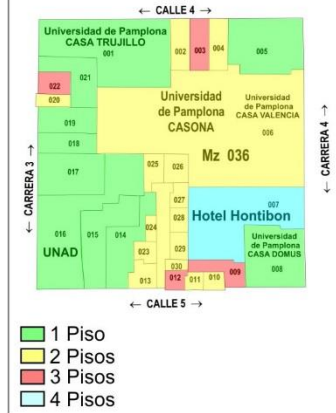 ← CALLE 4 →
Universidad de Pamplona
CASA TRUJILLO
001
002
003
004
005
021
022
020
019
018
017
Universidad
de Pamplona
CASONA
Universidad
de Pamplona
CASA VALENCIA
006
Mz 036
← CARRERA 3 →
← CARRERA 4 →
025
026
027
028
007
Hotel Hontibon
024
016
015
014
029
UNAD
023
030
Universidad
de Pamplona
CASA DOMUS
008
013
012
011
010
009
← CALLE 5 →
1 Piso
2 Pisos
3 Pisos
4 Pisos